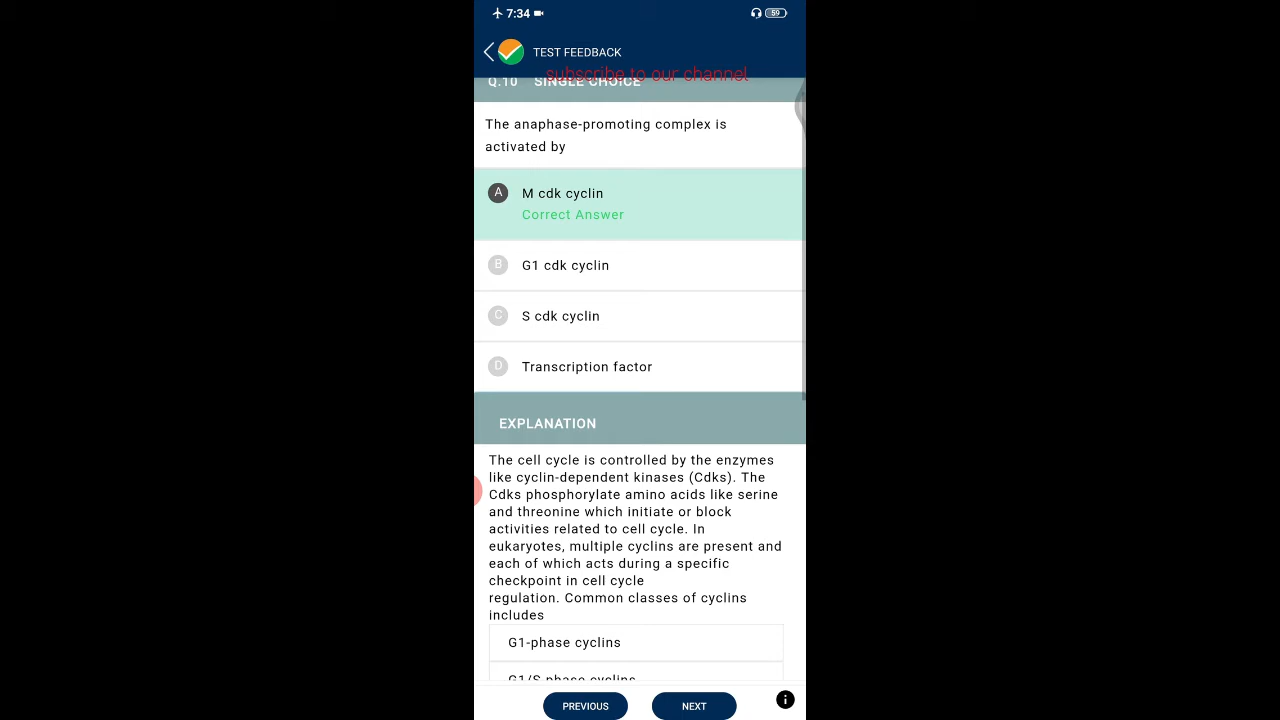 7:34
59
TEST FEEDBACK
subscribe to our channel
Q.10 SINGLE CHOICE
The anaphase-promoting complex is
activated by
A M cdk cyclin
Correct Answer
B G1 cdk cyclin
C S cdk cyclin
D Transcription factor
EXPLANATION
The cell cycle is controlled by the enzymes
like cyclin-dependent kinases (Cdks). The
Cdks phosphorylate amino acids like serine
and threonine which initiate or block
activities related to cell cycle. In
eukaryotes, multiple cyclins are present and
each of which acts during a specific
checkpoint in cell cycle
regulation. Common classes of cyclins
includes
G1-phase cyclins
G1/S phase cyclins
PREVIOUS NEXT i